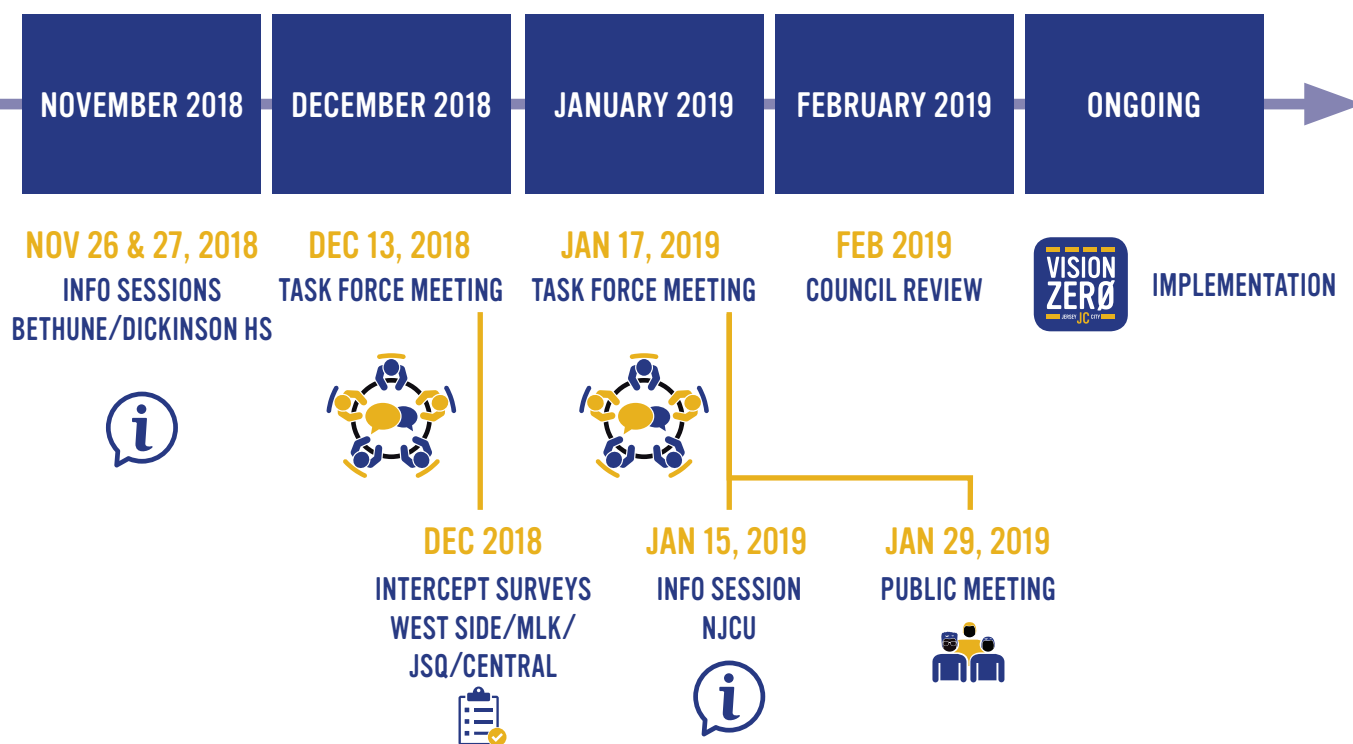 NOVEMBER 2018
DECEMBER 2018
JANUARY 2019
FEBRUARY 2019
ONGOING
NOV 26 & 27, 2018
INFO SESSIONS
BETHUNE/DICKINSON HS
DEC 13, 2018
TASK FORCE MEETING
JAN 17, 2019
TASK FORCE MEETING
FEB 2019
COUNCIL REVIEW
VISION
ZERØ
JERSEY JC CITY
IMPLEMENTATION
DEC 2018
INTERCEPT SURVEYS
WEST SIDE/MLK/
JSQ/CENTRAL
JAN 15, 2019
INFO SESSION
NJCU
JAN 29, 2019
PUBLIC MEETING